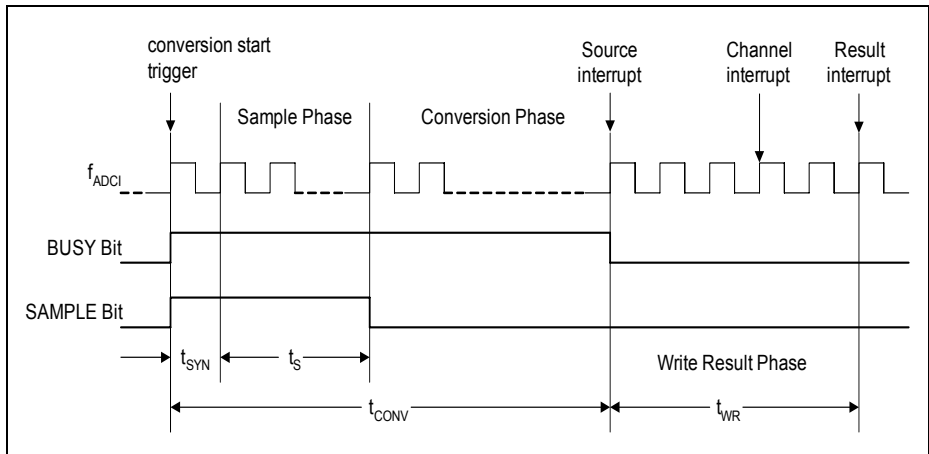 conversion start
trigger
Source
interrupt
Channel
interrupt
Result
interrupt
Sample Phase
Conversion Phase
fADCI
BUSY Bit
SAMPLE Bit
tSYN
tS
Write Result Phase
tCONV
tWR